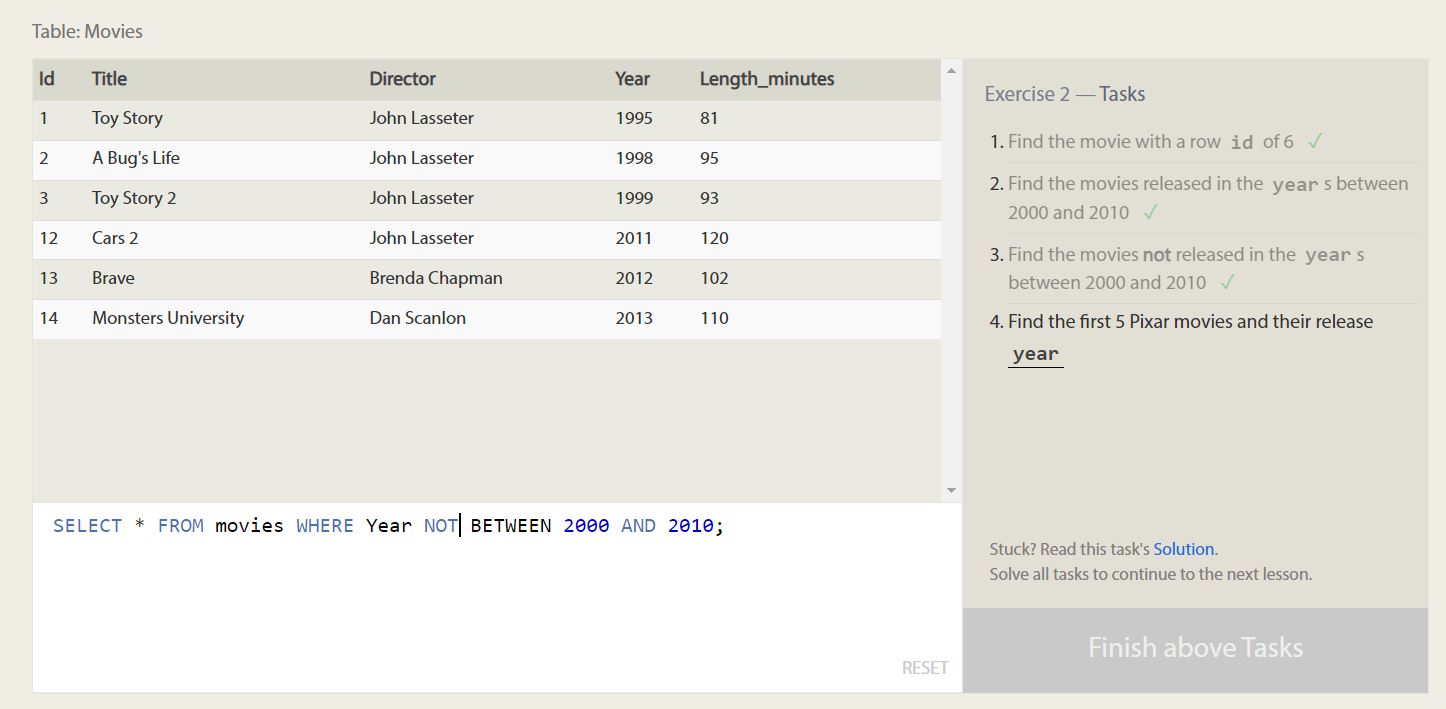 Table: Movies
Id Title Director Year Length_minutes
1 Toy Story John Lasseter 1995 81
2 A Bug's Life John Lasseter 1998 95
3 Toy Story 2 John Lasseter 1999 93
12 Cars 2 John Lasseter 2011 120
13 Brave Brenda Chapman 2012 102
14 Monsters University Dan Scanlon 2013 110
SELECT * FROM movies WHERE Year NOT BETWEEN 2000 AND 2010;
RESET
Exercise 2 — Tasks
1. Find the movie with a row id of 6 ✓
2. Find the movies released in the year s between
2000 and 2010 ✓
3. Find the movies not released in the year s
between 2000 and 2010 ✓
4. Find the first 5 Pixar movies and their release
year
Stuck? Read this task's Solution.
Solve all tasks to continue to the next lesson.
Finish above Tasks